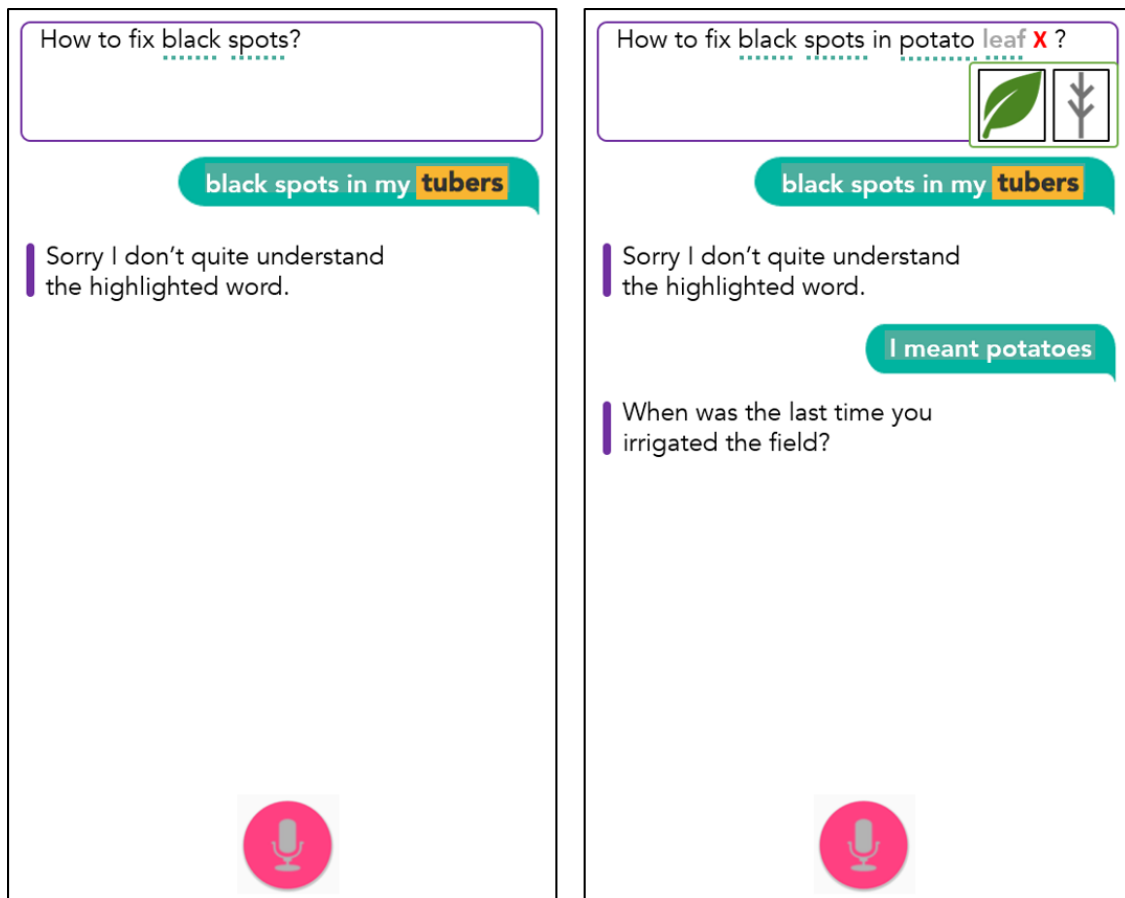 How to fix black spots?
black spots in my tubers
Sorry I don’t quite understand
the highlighted word.
How to fix black spots in potato leaf X ?
black spots in my tubers
Sorry I don’t quite understand
the highlighted word.
I meant potatoes
When was the last time you
irrigated the field?